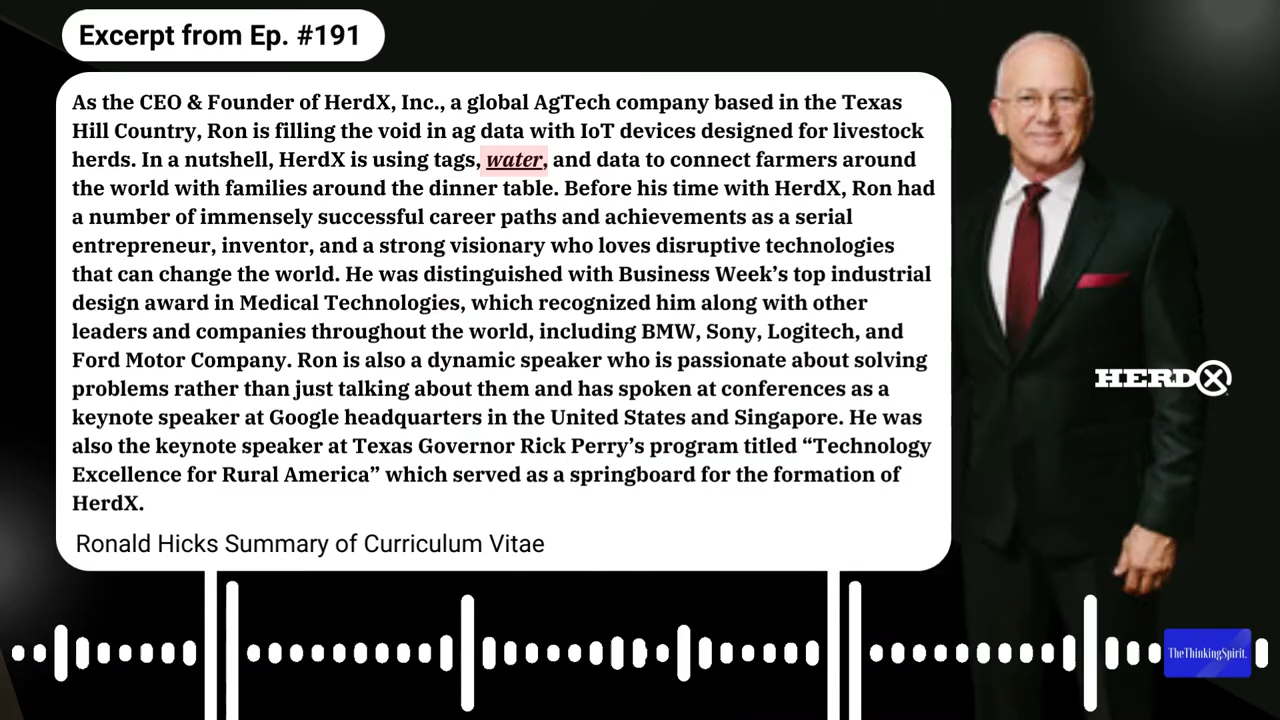 Excerpt from Ep. #191
As the CEO & Founder of HerdX, Inc., a global AgTech company based in the Texas
Hill Country, Ron is filling the void in ag data with IoT devices designed for livestock
herds. In a nutshell, HerdX is using tags, water, and data to connect farmers around
the world with families around the dinner table. Before his time with HerdX, Ron had
a number of immensely successful career paths and achievements as a serial
entrepreneur, inventor, and a strong visionary who loves disruptive technologies
that can change the world. He was distinguished with Business Week’s top industrial
design award in Medical Technologies, which recognized him along with other
leaders and companies throughout the world, including BMW, Sony, Logitech, and
Ford Motor Company. Ron is also a dynamic speaker who is passionate about solving
problems rather than just talking about them and has spoken at conferences as a
keynote speaker at Google headquarters in the United States and Singapore. He was
also the keynote speaker at Texas Governor Rick Perry’s program titled “Technology
Excellence for Rural America” which served as a springboard for the formation of
HerdX.
Ronald Hicks Summary of Curriculum Vitae
HERDX
TheThinkingSpirit.